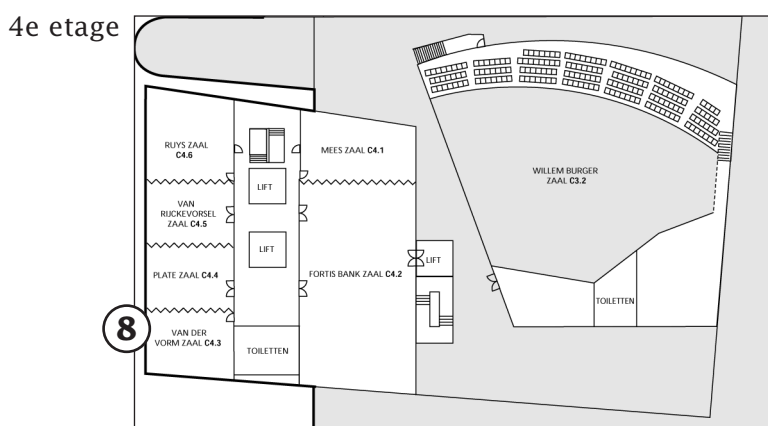 4e etage
RUYS ZAAL
C4.6
MEES ZAAL C4.1
WILLEM BURGER
ZAAL C3.2
LIFT
VAN
RIJCKEVORSEL
ZAAL C4.5
LIFT
LIFT
PLATE ZAAL C4.4
FORTIS BANK ZAAL C4.2
TOILETTEN
8
VAN DER
VORM ZAAL C4.3
TOILETTEN